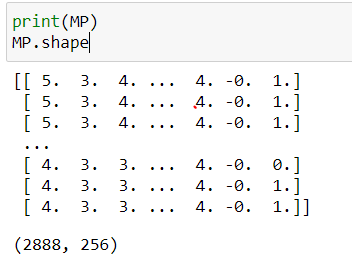 print(MP)
MP.shape
[[ 5. 3. 4. ... 4. -0. 1.]
[ 5. 3. 4. ... 4. -0. 1.]
[ 5. 3. 4. ... 4. -0. 1.]
...
[ 4. 3. 3. ... 4. -0. 0.]
[ 4. 3. 3. ... 4. -0. 1.]
[ 4. 3. 3. ... 4. -0. 1.]]
(2888, 256)